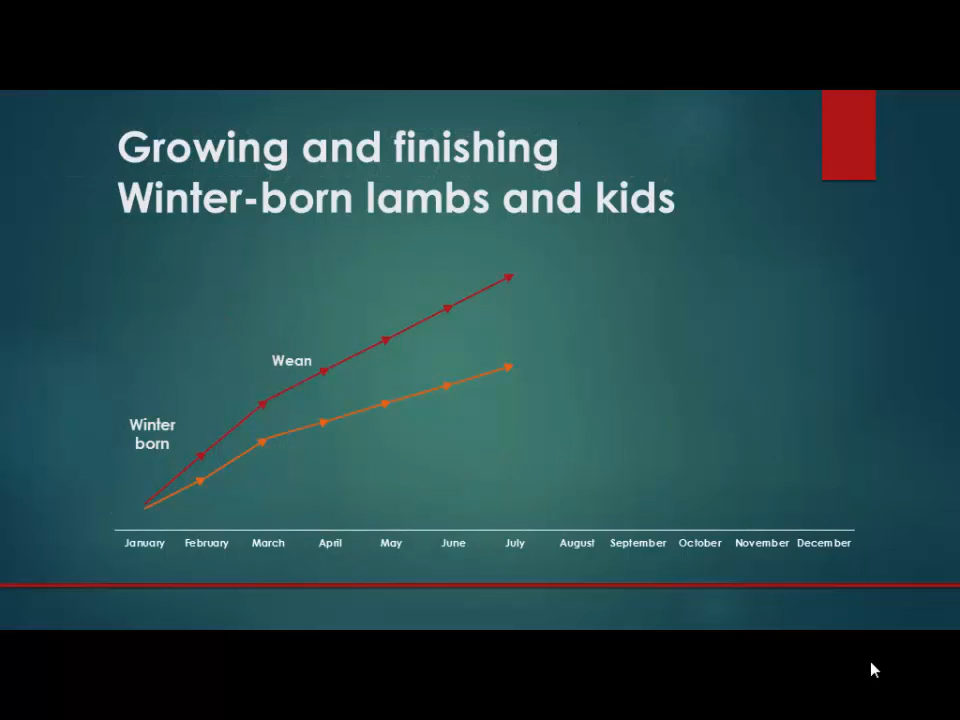 Growing and finishing
Winter-born lambs and kids
Wean
Winter
born
January February March April May June July August September October November December